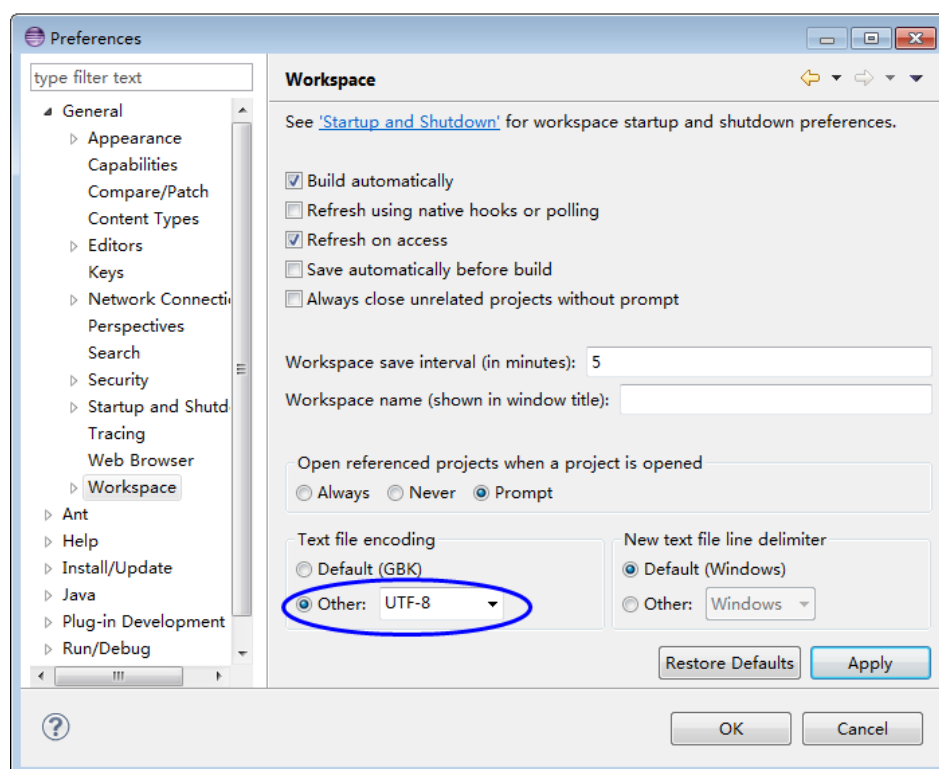 Preferences
type filter text
General
Appearance
Capabilities
Compare/Patch
Content Types
Editors
Keys
Network Connecti
Perspectives
Search
Security
Startup and Shutd
Tracing
Web Browser
Workspace
Ant
Help
Install/Update
Java
Plug-in Development
Run/Debug
Workspace
See 'Startup and Shutdown' for workspace startup and shutdown preferences.
Build automatically
Refresh using native hooks or polling
Refresh on access
Save automatically before build
Always close unrelated projects without prompt
Workspace save interval (in minutes): 5
Workspace name (shown in window title):
Open referenced projects when a project is opened
Always Never Prompt
Text file encoding
Default (GBK)
Other: UTF-8
New text file line delimiter
Default (Windows)
Other: Windows
Restore Defaults Apply
OK Cancel